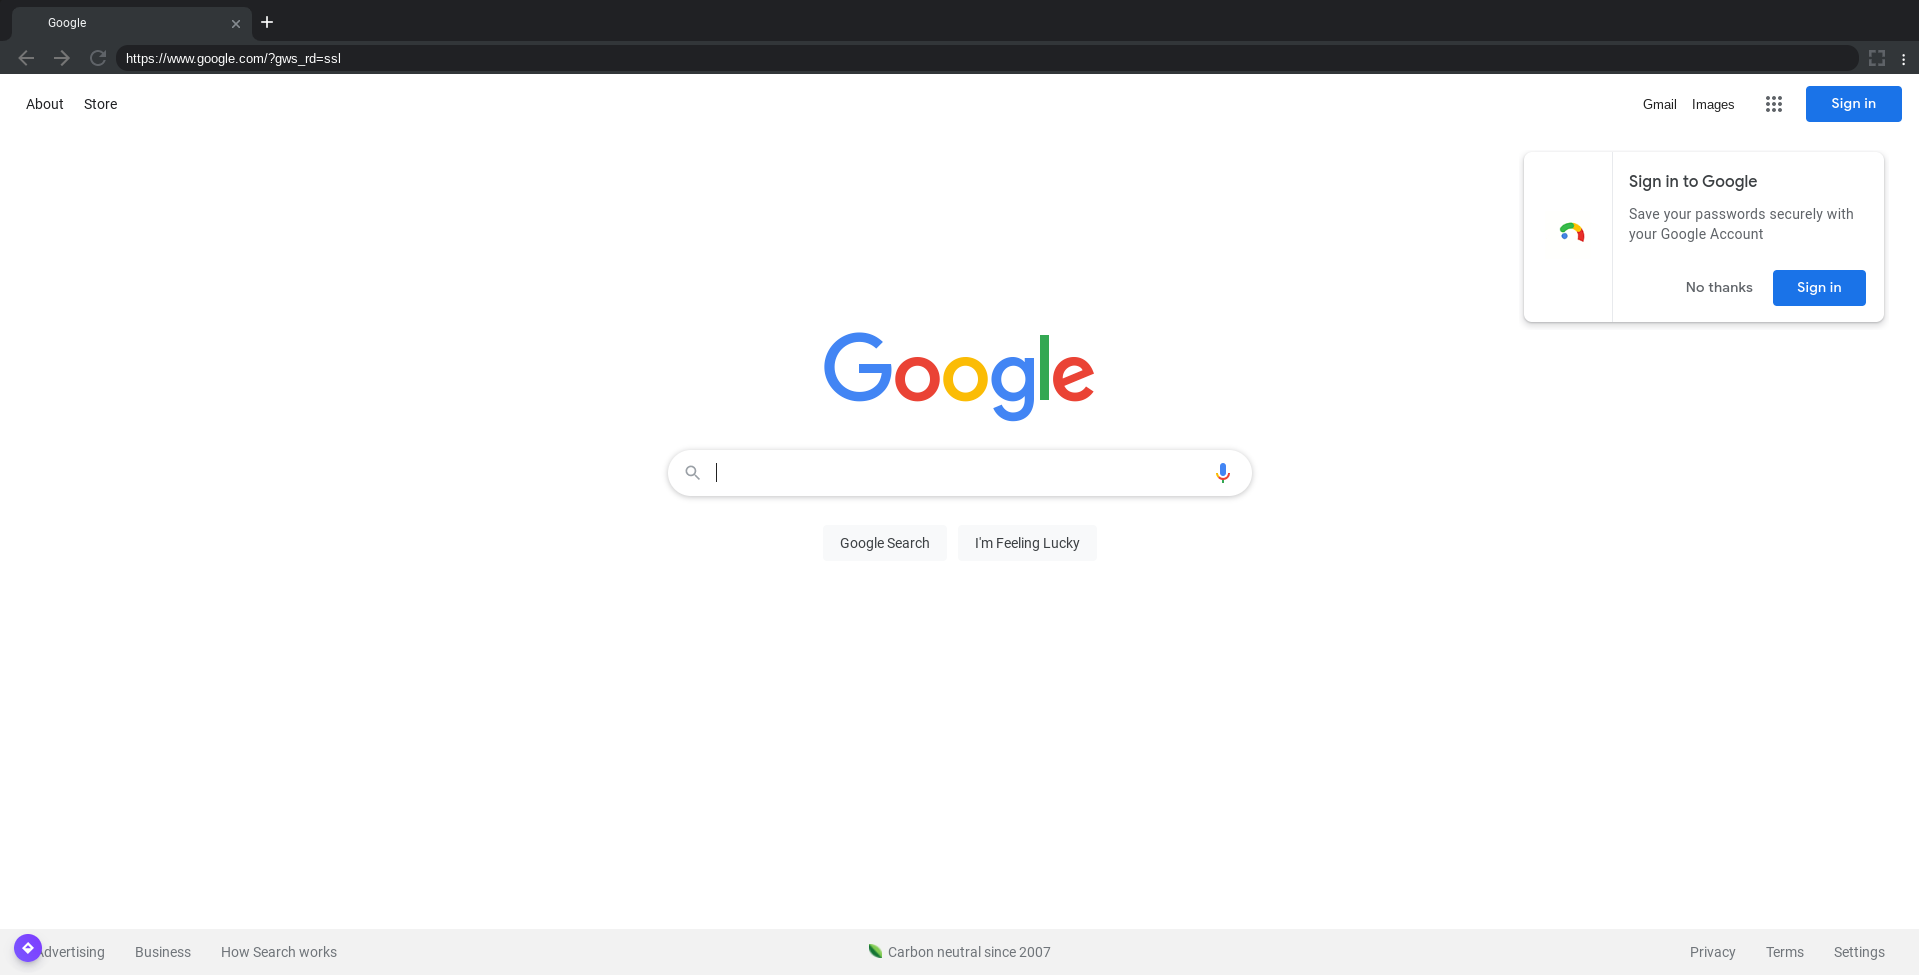 Google
https://www.google.com/?gws_rd=ssl
About Store Gmail Images Sign in
Sign in to Google
Save your passwords securely with
your Google Account
No thanks Sign in
Google
Google Search I'm Feeling Lucky
Advertising Business How Search works Carbon neutral since 2007 Privacy Terms Settings